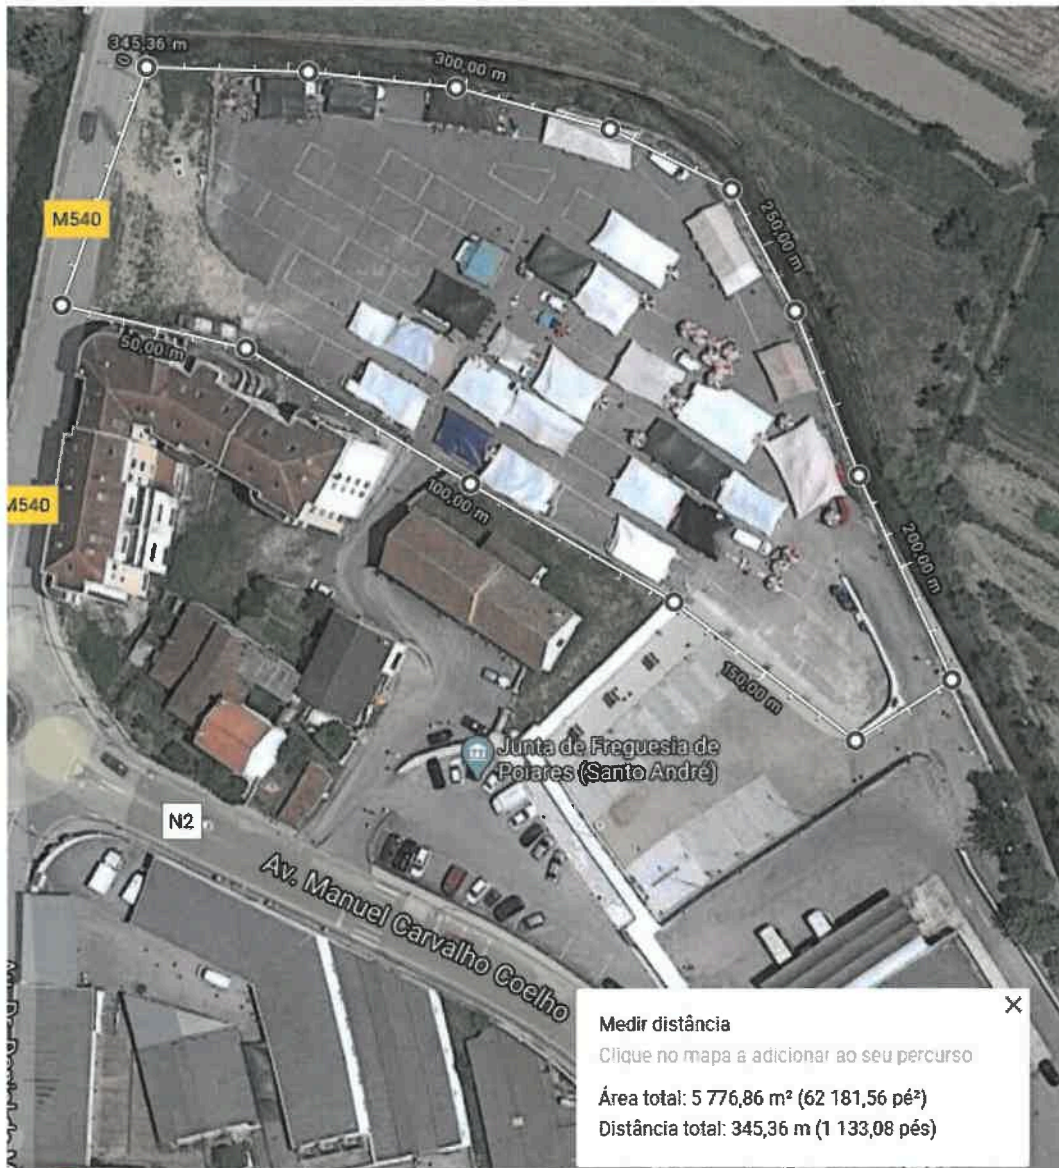 345,36 m
0
300,00 m
M540
250,00 m
50,00 m
100,00 m
M540
200,00 m
150,00 m
Junta de Freguesia de
Poiares (Santo André)
N2
Av. Manuel Carvalho Coelho
Medir distância
Clique no mapa a adicionar ao seu percurso
Área total: 5 776,86 m² (62 181,56 pé²)
Distância total: 345,36 m (1 133,08 pés)